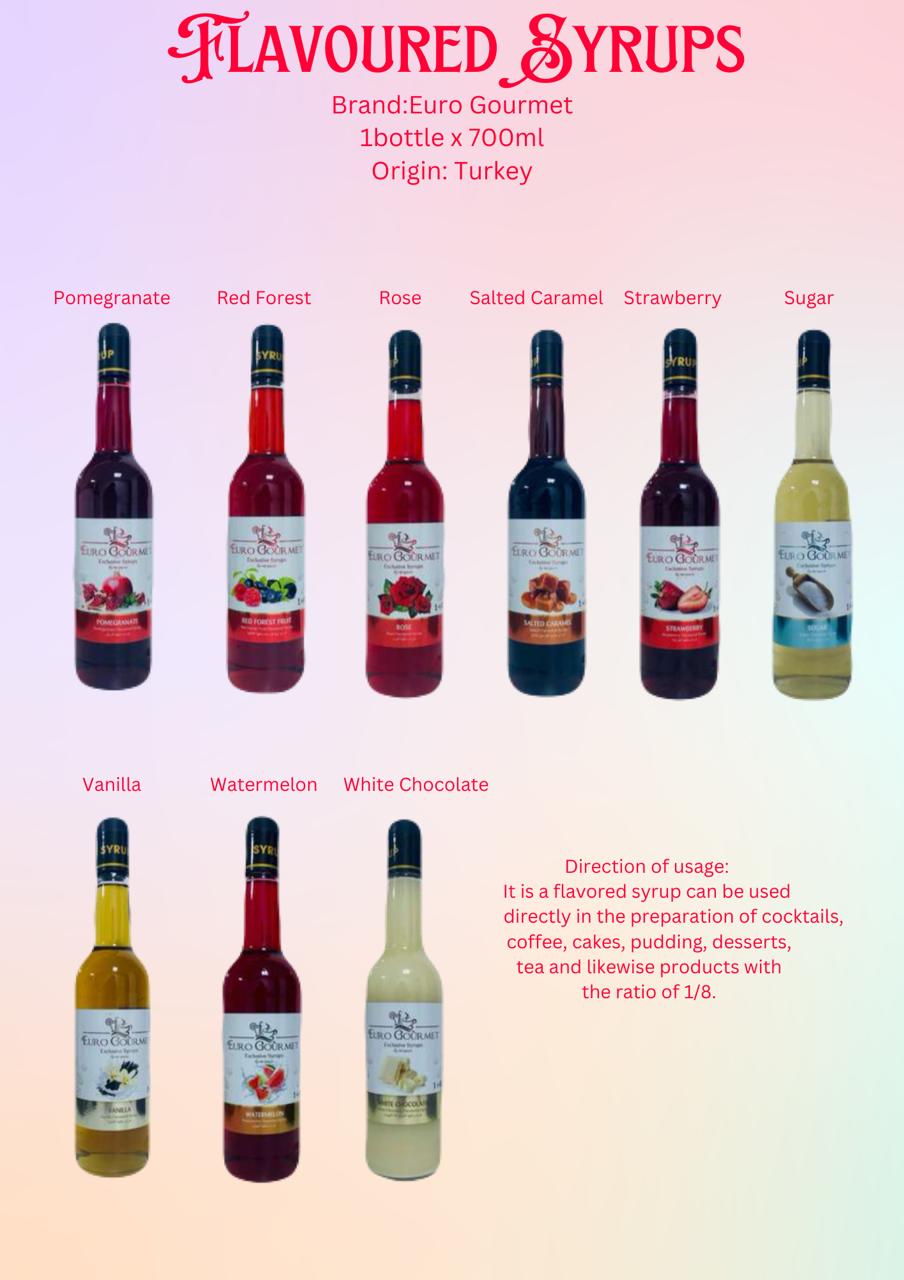 Flavoured Syrups
Brand:Euro Gourmet
1bottle x 700ml
Origin: Turkey
Pomegranate
Red Forest
Rose
Salted Caramel
Strawberry
Sugar
SYRU
SYRUP
EURO GOURMET
Exclusive Syrups
POMEGRANATE
EURO GOURMET
Exclusive Syrups
RED FOREST FRUIT
EURO GOURMET
Exclusive Syrups
ROSE
EURO GOURMET
Exclusive Syrups
SALTED CARAMEL
EURO GOURMET
Exclusive Syrups
STRAWBERRY
EURO GOURMET
Exclusive Syrups
SUGAR
Vanilla
Watermelon
White Chocolate
SYRU
SYRU
EURO GOURMET
Exclusive Syrups
VANILLA
EURO GOURMET
Exclusive Syrups
WATERMELON
EURO GOURMET
Exclusive Syrups
WHITE CHOCOLATE
Direction of usage:
It is a flavored syrup can be used
directly in the preparation of cocktails,
coffee, cakes, pudding, desserts,
tea and likewise products with
the ratio of 1/8.